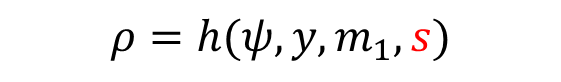 ρ = h(ψ, y, m₁, s)